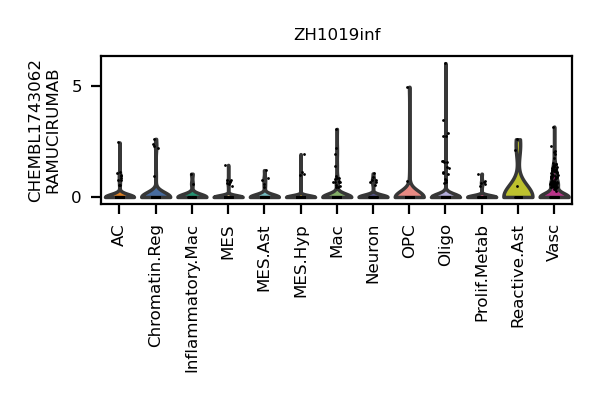 ZH1019inf
CHEMBL1743062
RAMUCIRUMAB
5
0
AC
Chromatin.Reg
Inflammatory.Mac
MES
MES.Ast
MES.Hyp
Mac
Neuron
OPC
Oligo
Prolif.Metab
Reactive.Ast
Vasc